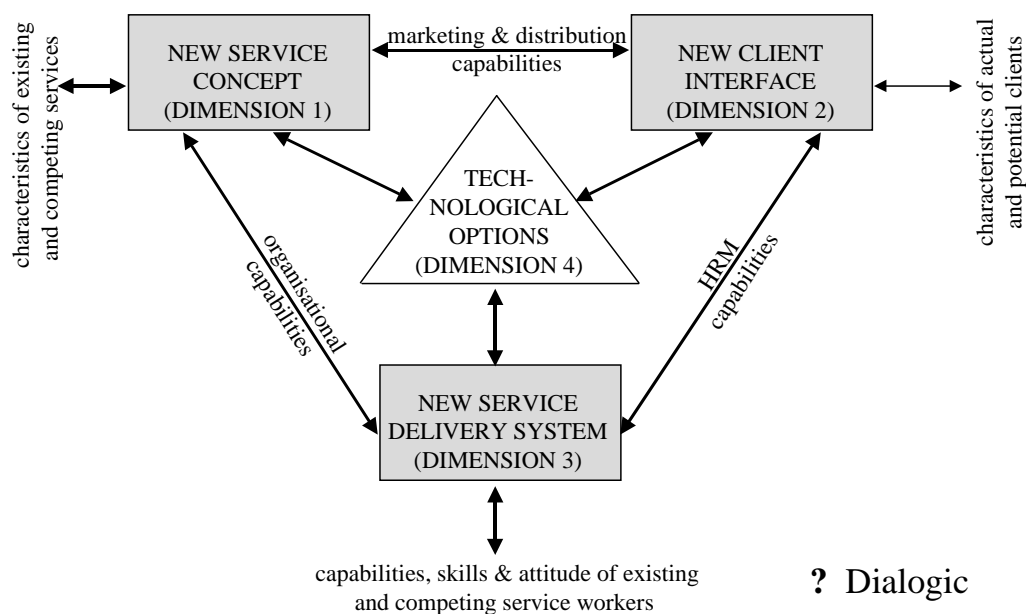 characteristics of existing
and competing services
NEW SERVICE
CONCEPT
(DIMENSION 1)
marketing & distribution
capabilities
NEW CLIENT
INTERFACE
(DIMENSION 2)
characteristics of actual
and potential clients
TECH-
NOLOGICAL
OPTIONS
(DIMENSION 4)
organisational
capabilities
HRM
capabilities
NEW SERVICE
DELIVERY SYSTEM
(DIMENSION 3)
capabilities, skills & attitude of existing
and competing service workers
? Dialogic